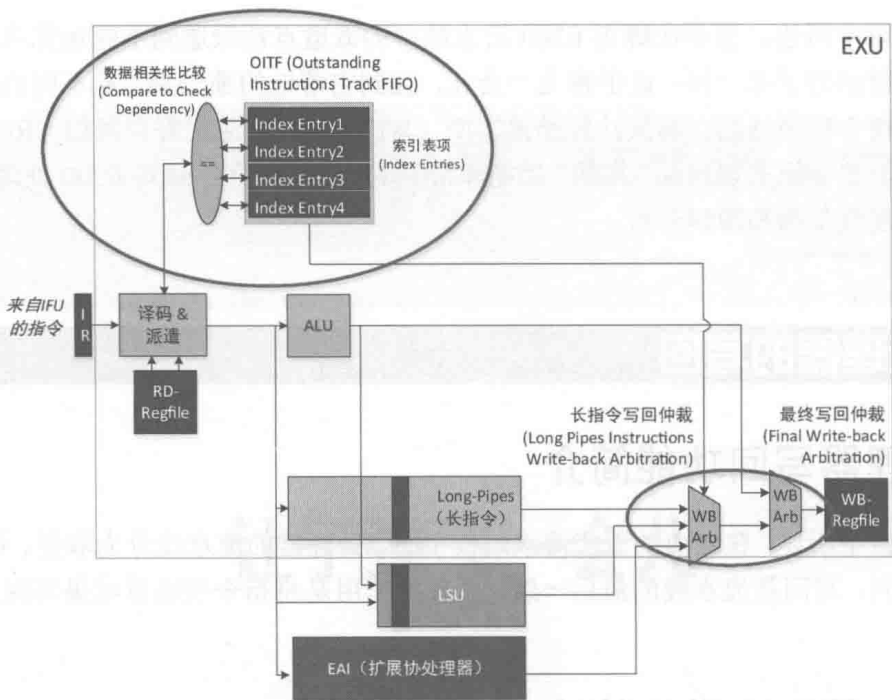 EXU
数据相关性比较
(Compare to Check
Dependency)
OITF (Outstanding
Instructions Track FIFO)
==
Index Entry1
Index Entry2
Index Entry3
Index Entry4
索引表项
(Index Entries)
来自IFU
的指令
I
R
译码 &
派遣
ALU
RD-
Regfile
长指令写回仲裁
(Long Pipes Instructions
Write-back Arbitration)
最终写回仲裁
(Final Write-back
Arbitration)
Long-Pipes
（长指令）
WB
Arb
WB
Arb
WB-
Regfile
LSU
EAI（扩展协处理器）